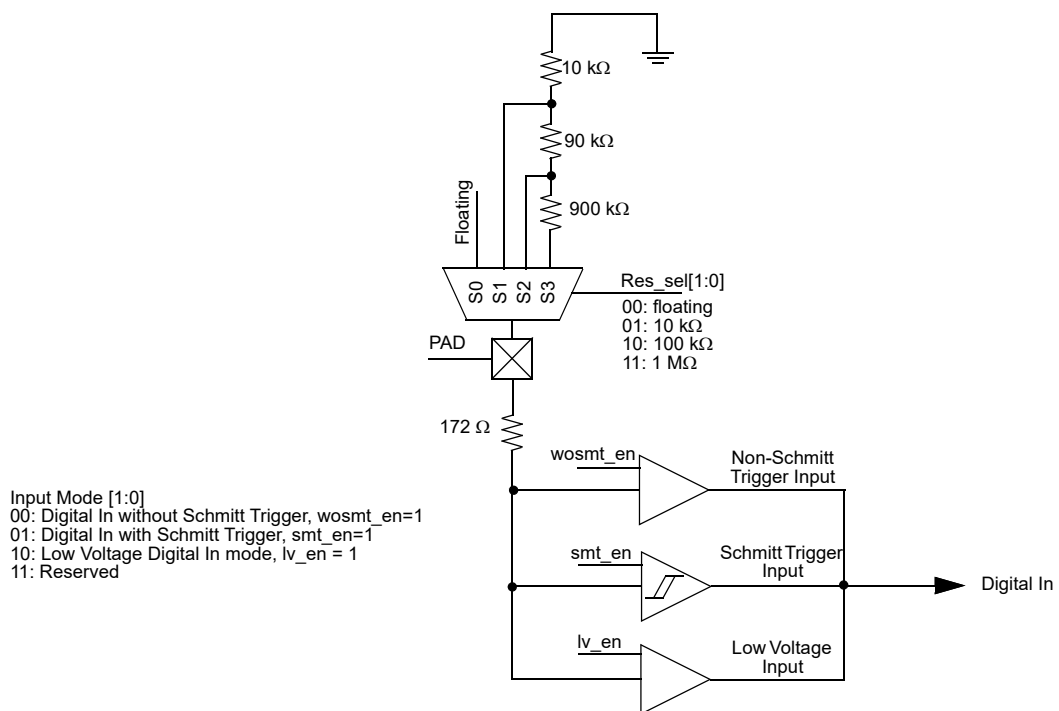 10 kΩ
90 kΩ
900 kΩ
Floating
S0
S1
S2
S3
Res_sel[1:0]
00: floating
01: 10 kΩ
10: 100 kΩ
11: 1 MΩ
PAD
172 Ω
wosmt_en
Non-Schmitt
Trigger Input
Input Mode [1:0]
00: Digital In without Schmitt Trigger, wosmt_en=1
01: Digital In with Schmitt Trigger, smt_en=1
10: Low Voltage Digital In mode, lv_en = 1
11: Reserved
smt_en
Schmitt Trigger
Input
Digital In
lv_en
Low Voltage
Input